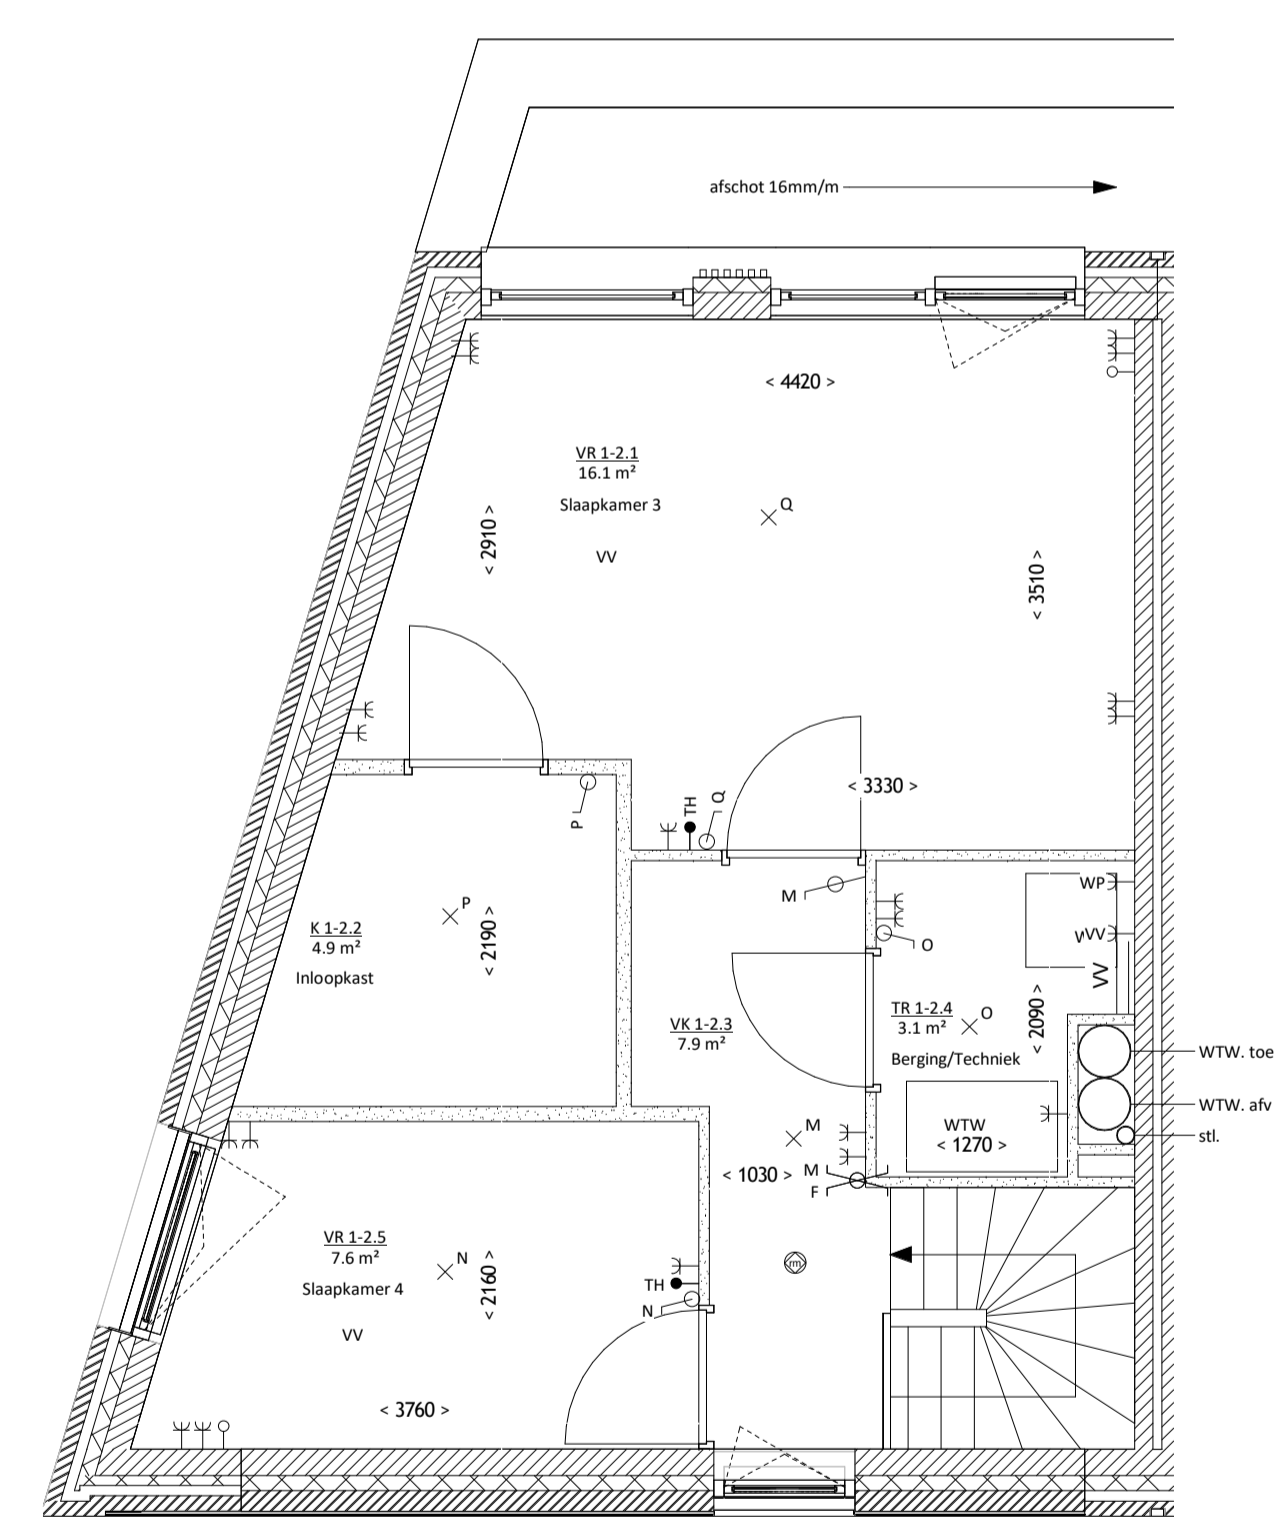 afschot 16mm/m
< 4420 >
VR 1-2.1
16.1 m²
Slaapkamer 3
VV
Q
< 2910 >
< 3510 >
< 3330 >
P
TH
Q
M
WP
VV
O
P
K 1-2.2
4.9 m²
Inloopkast
< 2190 >
VV
TR 1-2.4
3.1 m²
O
Berging/Techniek
< 2090 >
VK 1-2.3
7.9 m²
WTW. toe
WTW. afv
stl.
WTW
< 1270 >
M
< 1030 >
M
F
VR 1-2.5
7.6 m²
Slaapkamer 4
VV
N
< 2160 >
TH
N
rm
< 3760 >